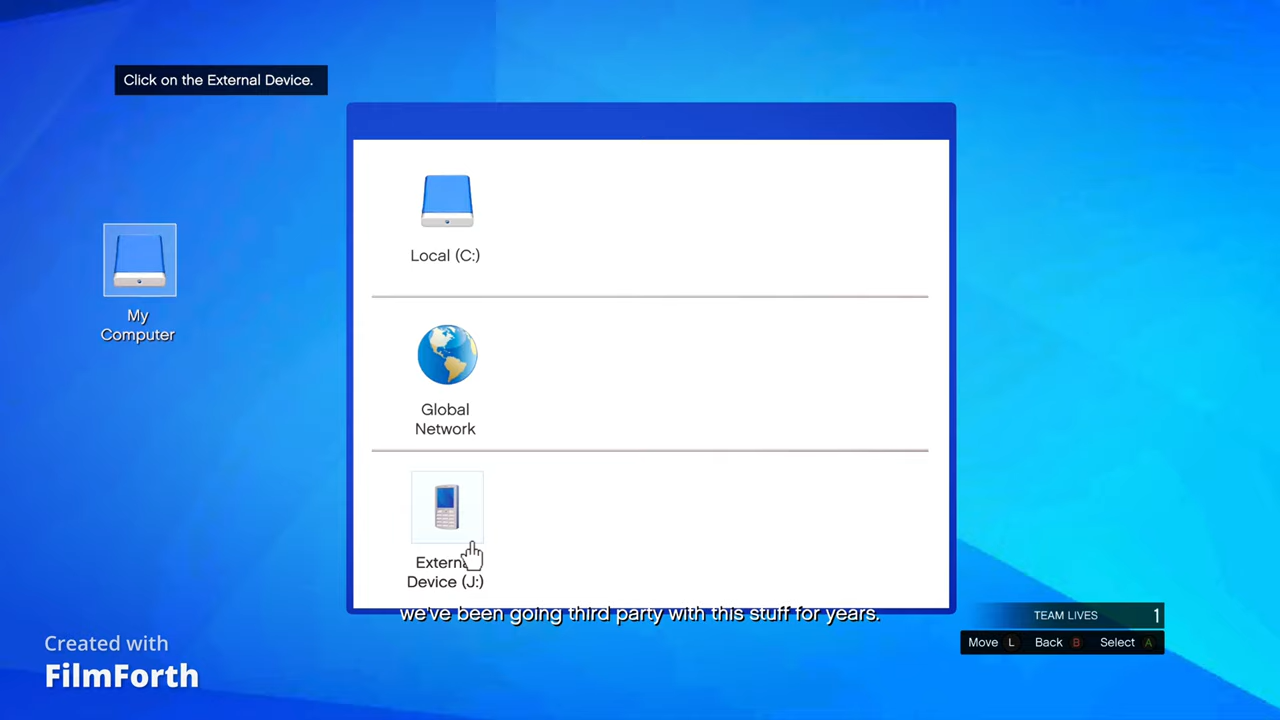 Click on the External Device.
Local (C:)
My
Computer
Global
Network
External
Device (J:)
we've been going third party with this stuff for years.
TEAM LIVES 1
Move L Back B Select A
Created with
FilmForth